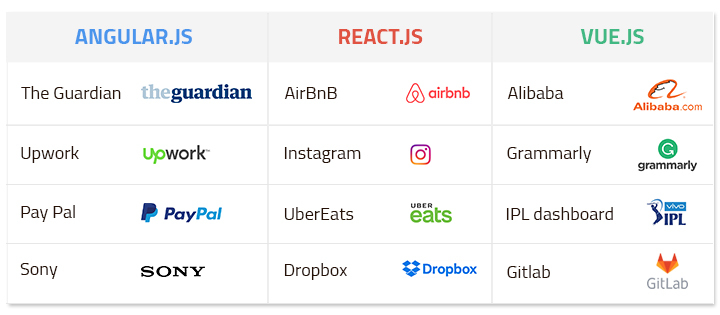 ANGULAR.JS REACT.JS VUE.JS
The Guardian theguardian AirBnB airbnb Alibaba Alibaba.com
Upwork upwork™ Instagram Grammarly grammarly
Pay Pal PayPal UberEats UBER eats IPL dashboard vivo IPL
Sony SONY Dropbox Dropbox Gitlab GitLab